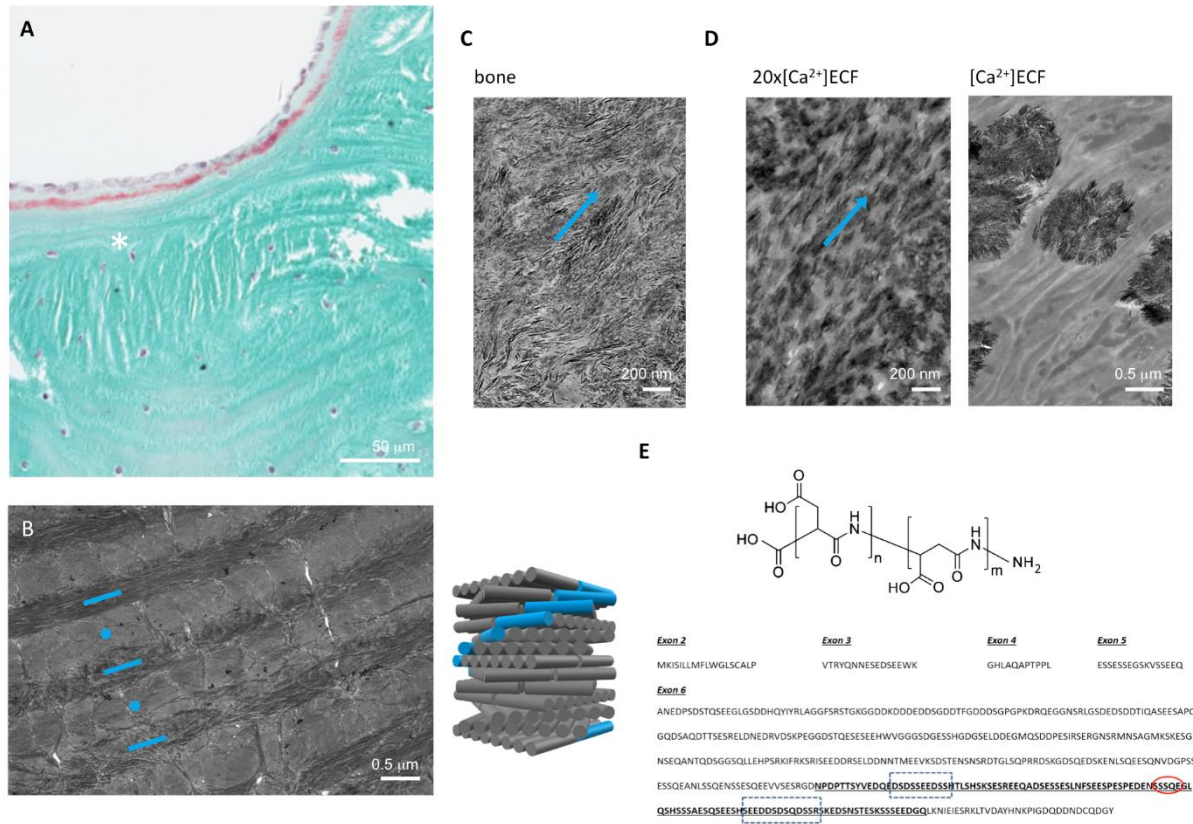 A
C
D
bone
20x[Ca²⁺]ECF
[Ca²⁺]ECF
200 nm
200 nm
0.5 μm
50 μm
E
B
0.5 μm
O
HO
HO
O
O
H
N
n
HO
O
O
H
N
m
NH₂
Exon 2
Exon 3
Exon 4
Exon 5
MKISILLMFLWGLSCALP
VTRYQNNESEDSEEWK
GHLAQAPTPPL
ESSESSEGSKVSSEEQ
Exon 6
ANEDPSDSTQSEEGLGSDDHQYIYRLAGGFSRSTGKGGDDKDDDEDDSGDDTFGDDDSGPGPKDRQEGGNSRLGSDEDSDDTIQASEESAPQ
GQDSAQDTTSESRELDNEDRVDSKPEGGDSTQESESEEHWVGGGSDGESSHGDGSELDDEGMQSDDPESIRSERGNSRMNSAGMKSKESG
NSEQANTQDSGGSQLLEHPSRKIFRKSRISEEDDRSELDDNNTMEEVKSDSTENSNSRDTGLSQPRRDSKGDSQEDSKENLSQEESQNVDGPSS
ESSQEANLSSQENSSESQEEVVSESRGDNPDPTTSYVEDQEDSDSSEEDSSHTLSHSKSESREEQADSESSESLNFSEESPESPEDENSSSQEGL
QSHSSSAESQSEESHSEEDDSDSQDSSRSKEDSNSTESKSSSEEDGQLKNIEIESRKLTVDAYHNKPIGDQDDNDCQDGY